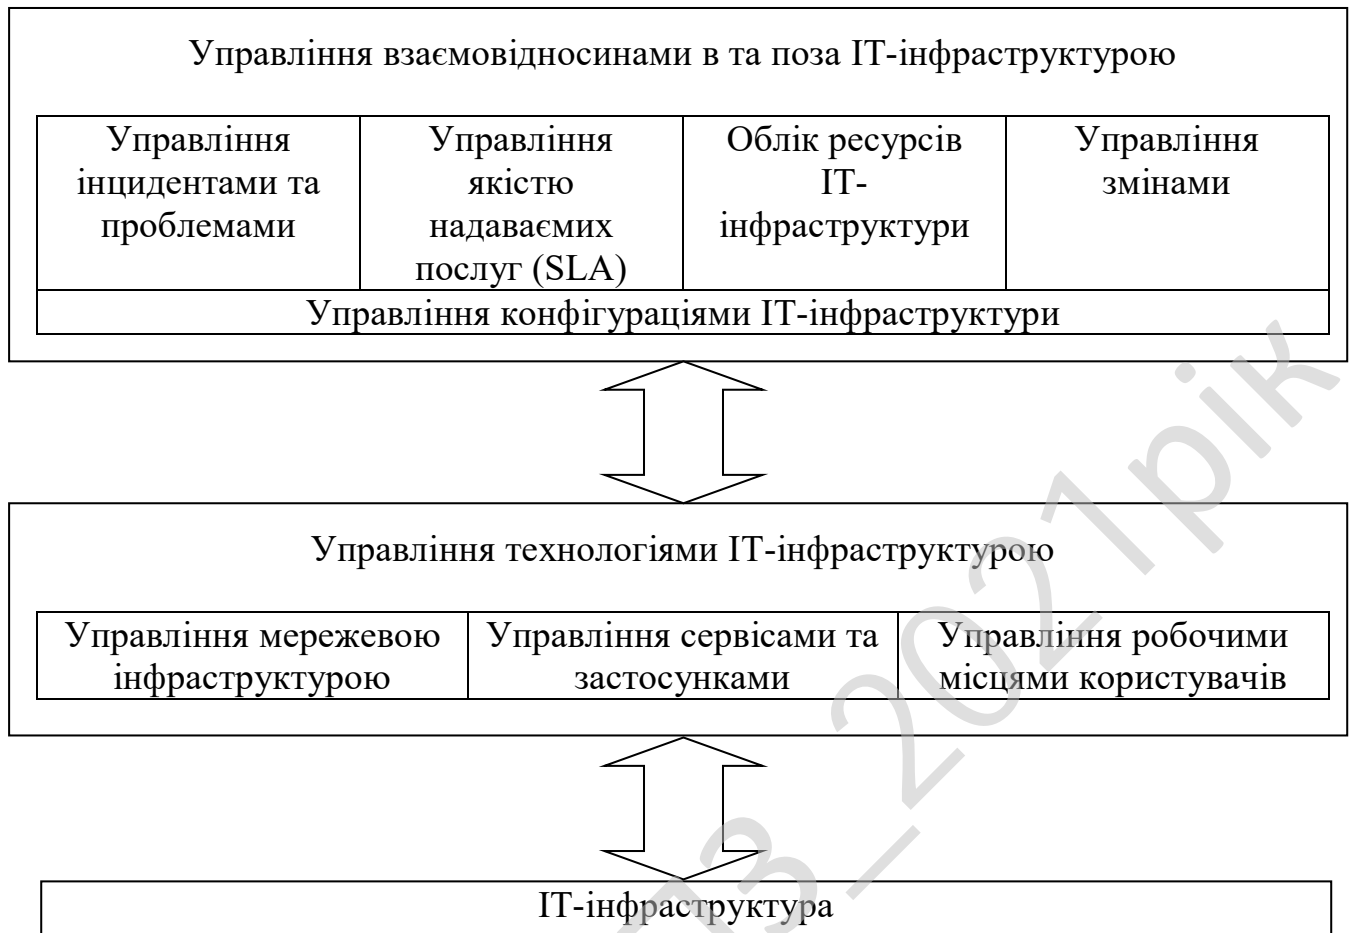 Управління взаємовідносинами в та поза ІТ-інфраструктурою
Управління
інцидентами та
проблемами
Управління
якістю
надаваємих
послуг (SLA)
Облік ресурсів
ІТ-
інфраструктури
Управління
змінами
Управління конфігураціями ІТ-інфраструктури
Управління технологіями ІТ-інфраструктурою
Управління мережевою
інфраструктурою
Управління сервісами та
застосунками
Управління робочими
місцями користувачів
ІТ-інфраструктура
_2021рік